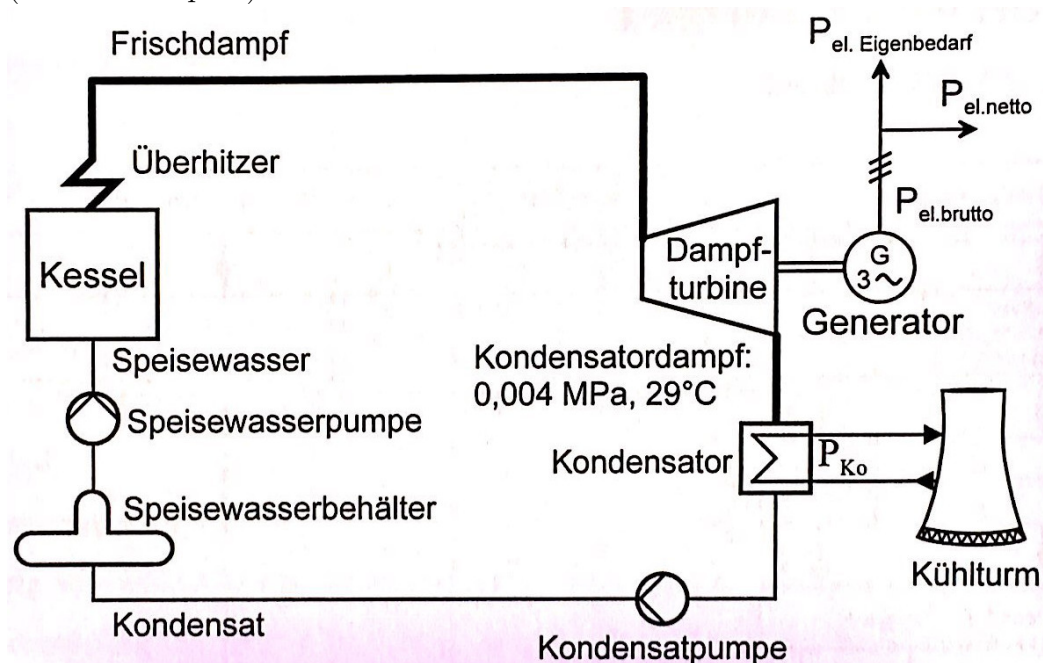 Frischdampf
P el. Eigenbedarf
P el.netto
Überhitzer
P el.brutto
Kessel
Dampf-
turbine
G
3~
Generator
Speisewasser
Kondensatordampf:
0,004 MPa, 29°C
Speisewasserpumpe
Kondensator
P Ko
Speisewasserbehälter
Kühlturm
Kondensat
Kondensatpumpe